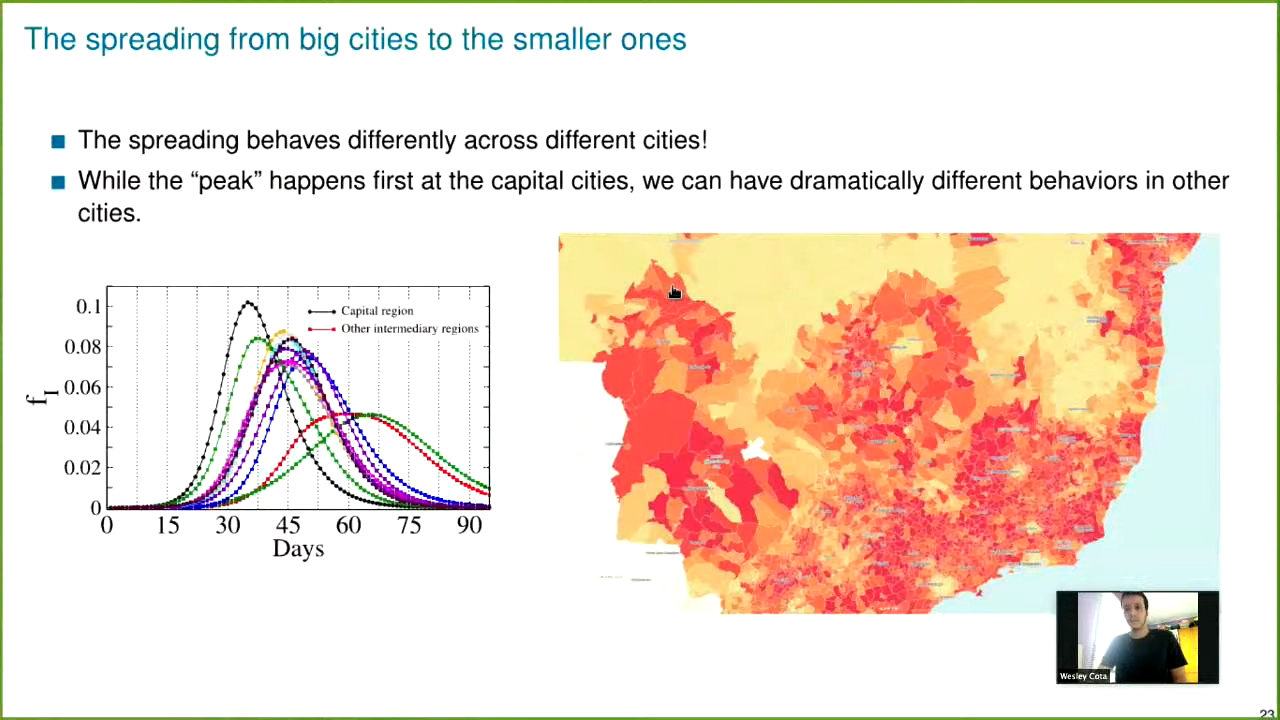 The spreading from big cities to the smaller ones
The spreading behaves differently across different cities!
While the “peak” happens first at the capital cities, we can have dramatically different behaviors in other
cities.
Capital region
Other intermediary regions
0.1
0.08
0.06
0.04
0.02
0
f_I
0 15 30 45 60 75 90
Days
Wesley Cota
23